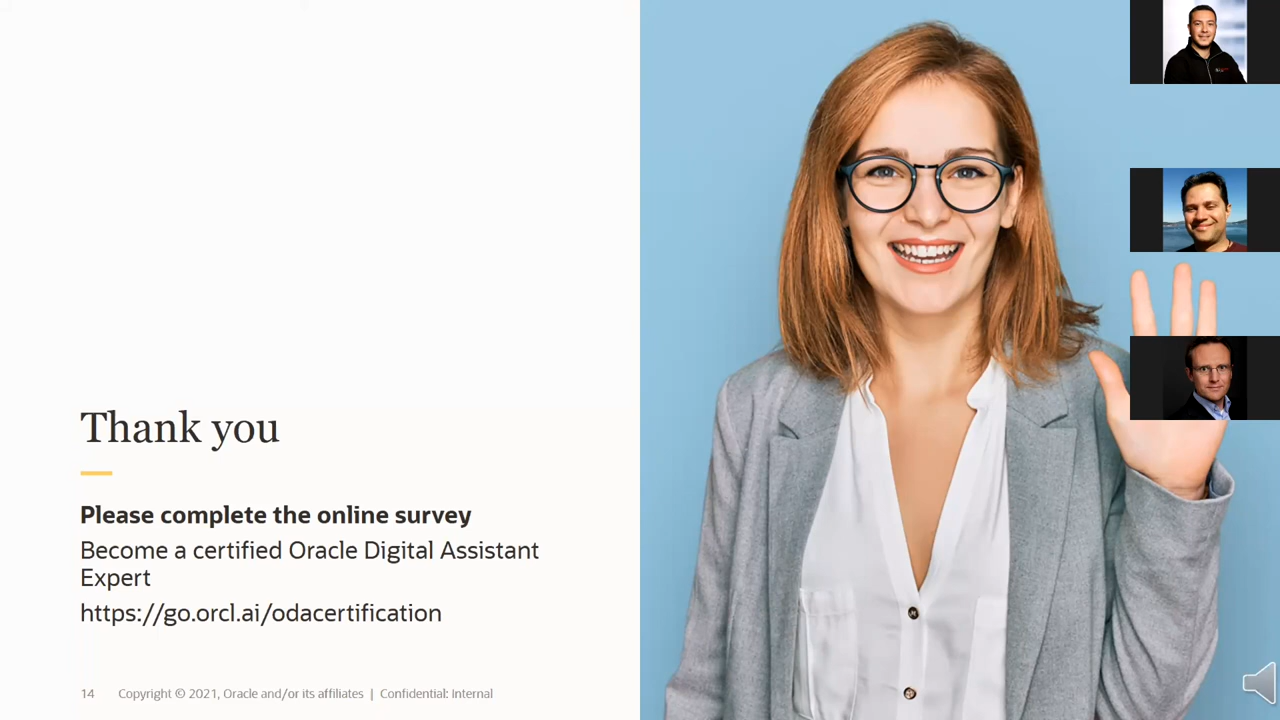 Thank you
Please complete the online survey
Become a certified Oracle Digital Assistant
Expert
https://go.orcl.ai/odacertification
14 Copyright © 2021, Oracle and/or its affiliates | Confidential: Internal